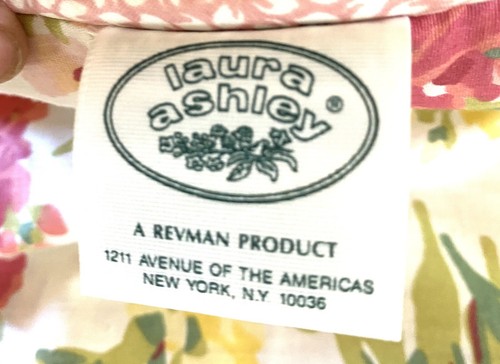 laura
ashley®
A REVMAN PRODUCT
1211 AVENUE OF THE AMERICAS
NEW YORK, N.Y. 10036